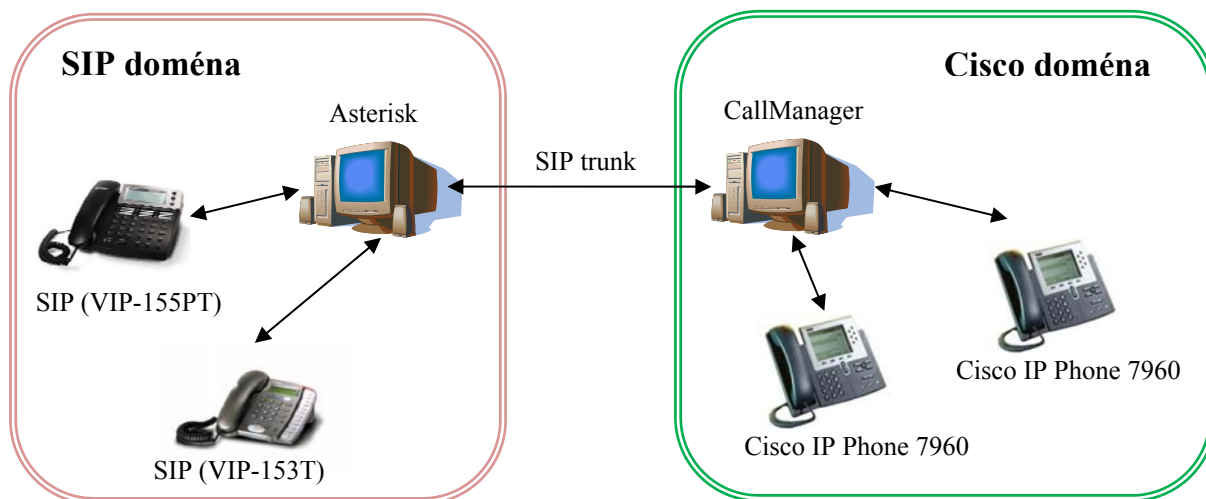 SIP doména
Cisco doména
Asterisk
CallManager
SIP trunk
SIP (VIP-155PT)
Cisco IP Phone 7960
Cisco IP Phone 7960
SIP (VIP-153T)